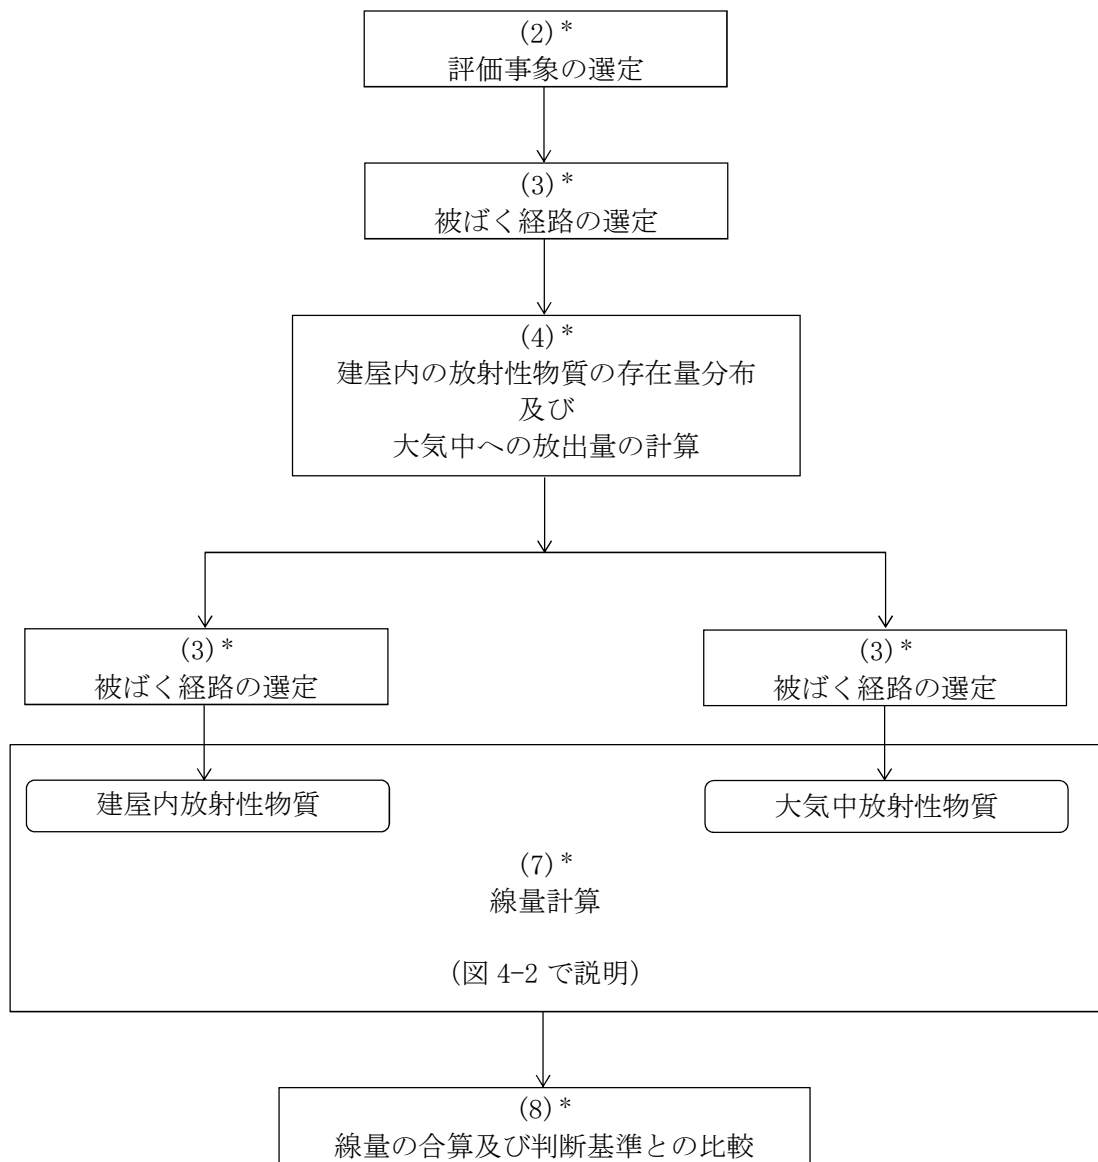 (2)*
評価事象の選定
(3)*
被ばく経路の選定
(4)*
建屋内の放射性物質の存在量分布
及び
大気中への放出量の計算
(3)*
被ばく経路の選定
(3)*
被ばく経路の選定
建屋内放射性物質
大気中放射性物質
(7)*
線量計算
(図 4-2 で説明)
(8)*
線量の合算及び判断基準との比較